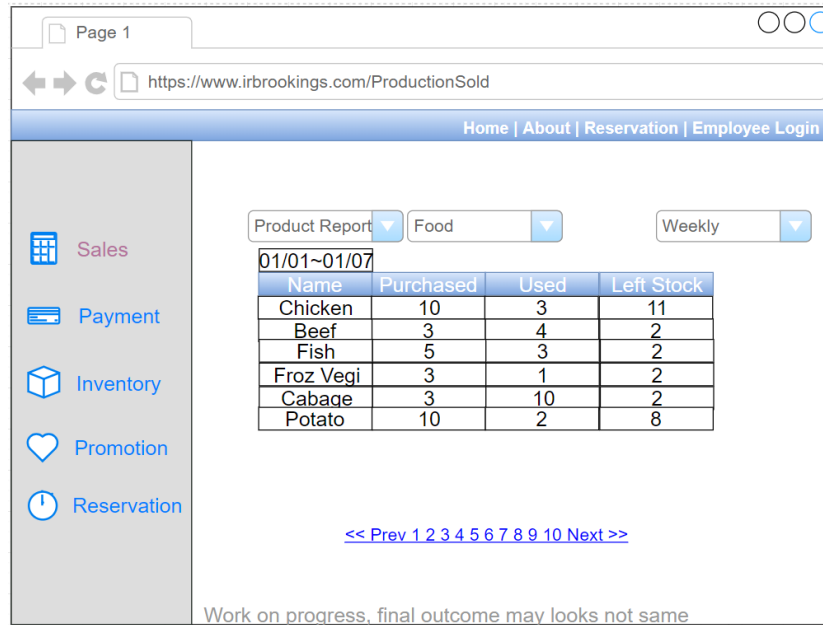 Page 1
https://www.irbrookings.com/ProductionSold
Home | About | Reservation | Employee Login
Sales
Payment
Inventory
Promotion
Reservation
Product Report Food Weekly
01/01~01/07
Name Purchased Used Left Stock
Chicken 10 3 11
Beef 3 4 2
Fish 5 3 2
Froz Vegi 3 1 2
Cabage 3 10 2
Potato 10 2 8
<< Prev 1 2 3 4 5 6 7 8 9 10 Next >>
Work on progress, final outcome may looks not same